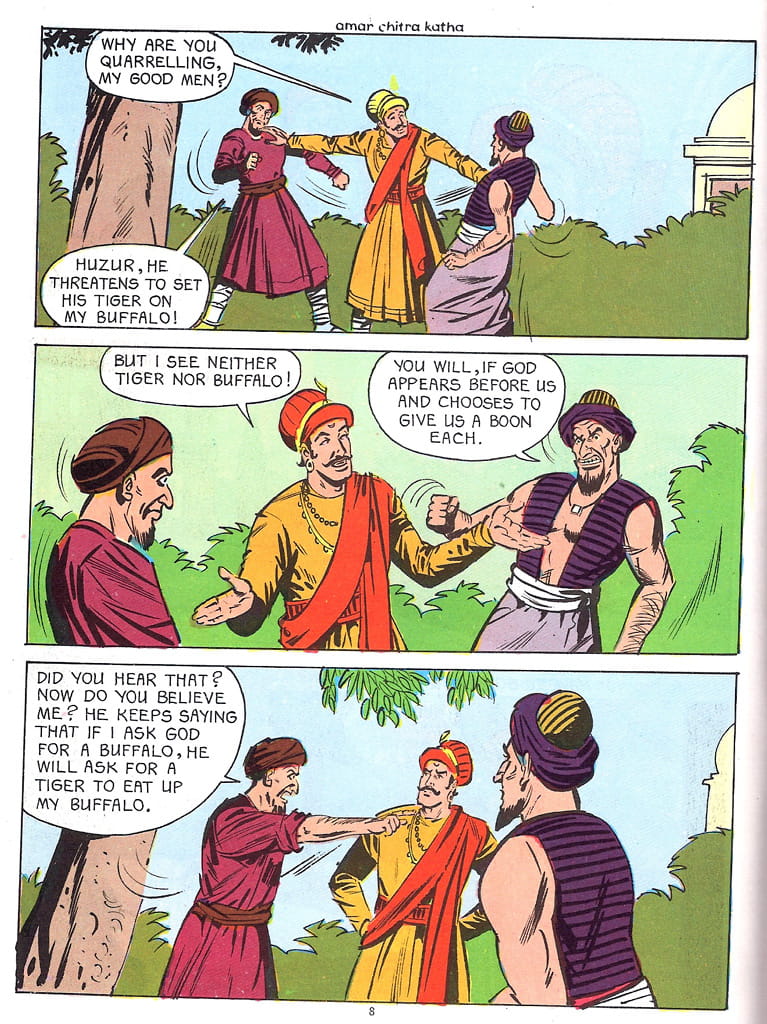 amar chitra katha
WHY ARE YOU
QUARRELLING,
MY GOOD MEN?
HUZUR, HE
THREATENS TO SET
HIS TIGER ON
MY BUFFALO!
BUT I SEE NEITHER
TIGER NOR BUFFALO!
YOU WILL, IF GOD
APPEARS BEFORE US
AND CHOOSES TO
GIVE US A BOON
EACH.
DID YOU HEAR THAT?
NOW DO YOU BELIEVE
ME? HE KEEPS SAYING
THAT IF I ASK GOD
FOR A BUFFALO, HE
WILL ASK FOR A
TIGER TO EAT UP
MY BUFFALO.
8